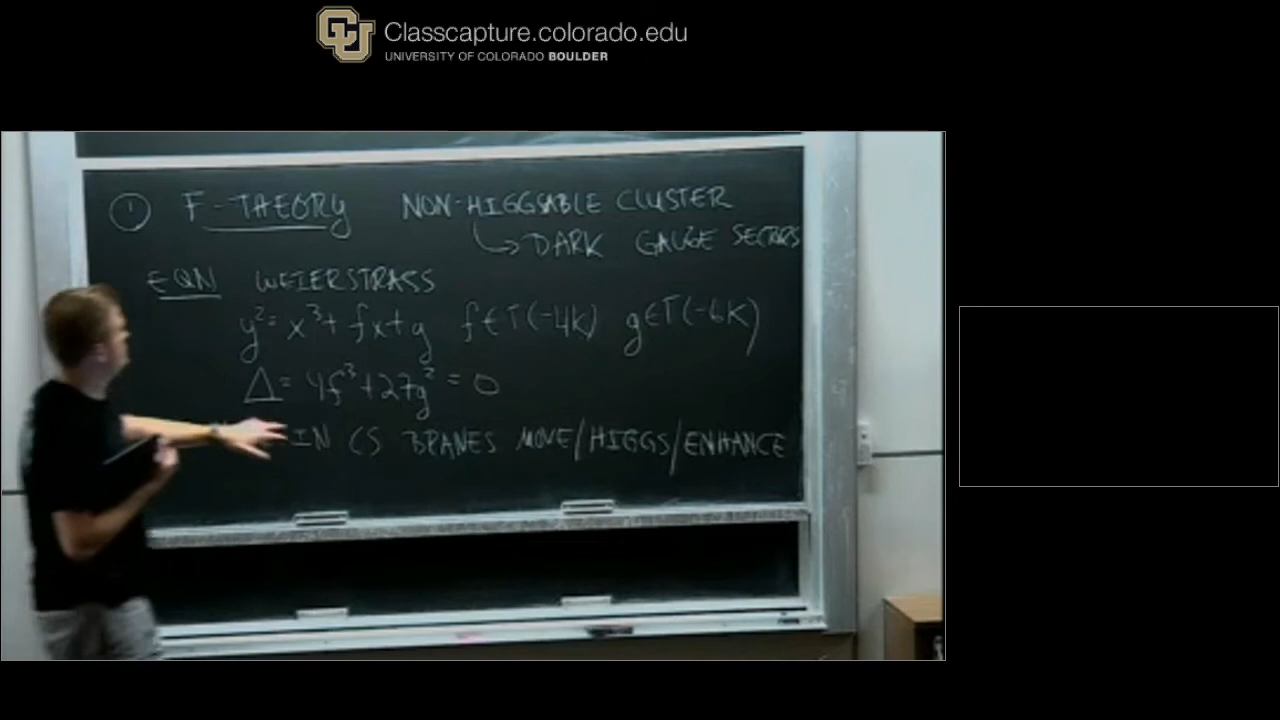 CU
Classcapture.colorado.edu
UNIVERSITY OF COLORADO BOULDER
① F-THEORY NON-HIGGSABLE CLUSTER
↳ DARK GAUGE SECTORS
EQN WEIERSTRASS
y² = x³ + fx + g f ∈ Γ(-4K) g ∈ Γ(-6K)
Δ = 4f³ + 27g² = 0
IN CS BRANES MOVE/HIGGS/ENHANCE